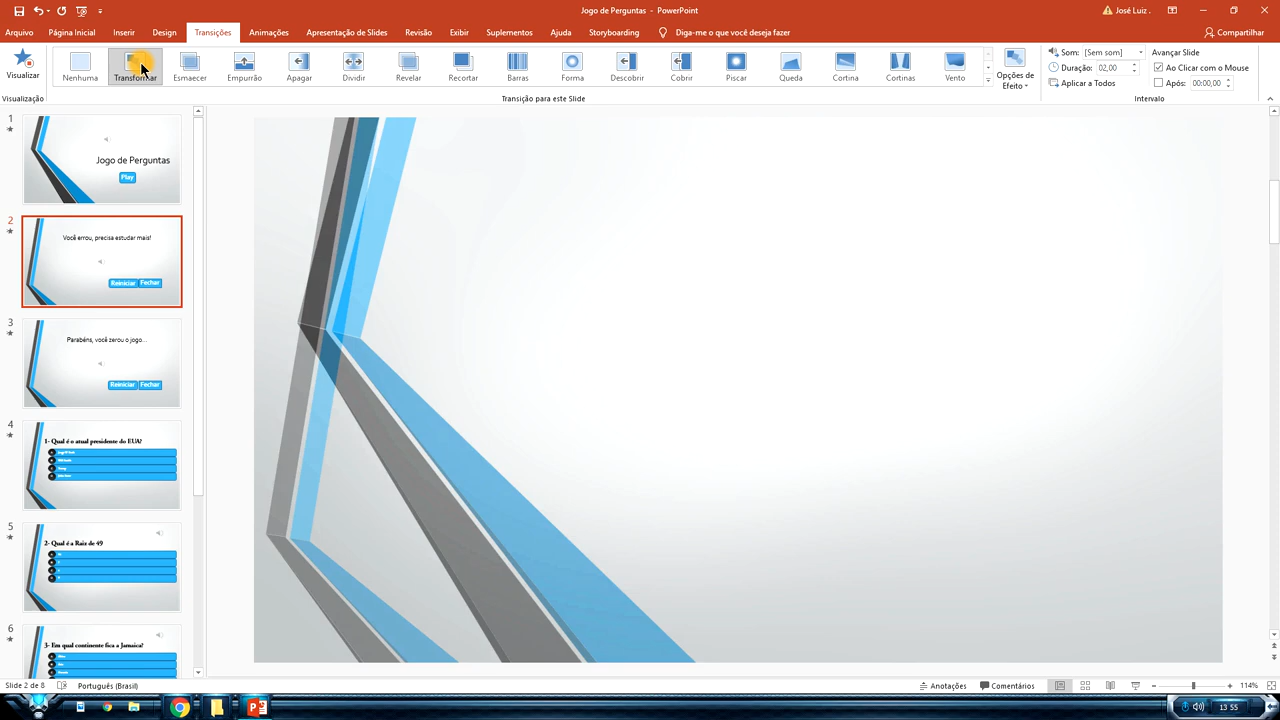 Jogo de Perguntas - PowerPoint
José Luiz .
Arquivo Página Inicial Inserir Design Transições Animações Apresentação de Slides Revisão Exibir Suplementos Ajuda Storyboarding Diga-me o que você deseja fazer Compartilhar
Visualizar Nenhuma Transformar Esmaecer Empurrão Apagar Dividir Revelar Recortar Barras Forma Descobrir Cobrir Piscar Queda Cortina Cortinas Vento
Opções de
Efeito
Som: [Sem som]
Duração: 02,00
Aplicar a Todos
Avançar Slide
Ao Clicar com o Mouse
Após: 00:00,00
Visualização Transição para este Slide Intervalo
1
Jogo de Perguntas
Play
2
Você errou, precisa estudar mais!
Reiniciar Fechar
3
Parabéns, você zerou o jogo...
Reiniciar Fechar
4
1- Qual é o atual presidente do EUA?
5
2- Qual é a Raiz de 49
6
3- Em qual continente fica a Jamaica?
Slide 2 de 8 Português (Brasil) Anotações Comentários 114%
13 55